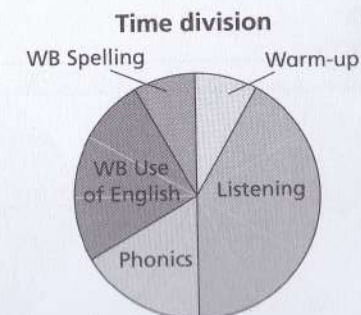 Time division
WB Spelling
Warm-up
WB Use
of English
Listening
Phonics